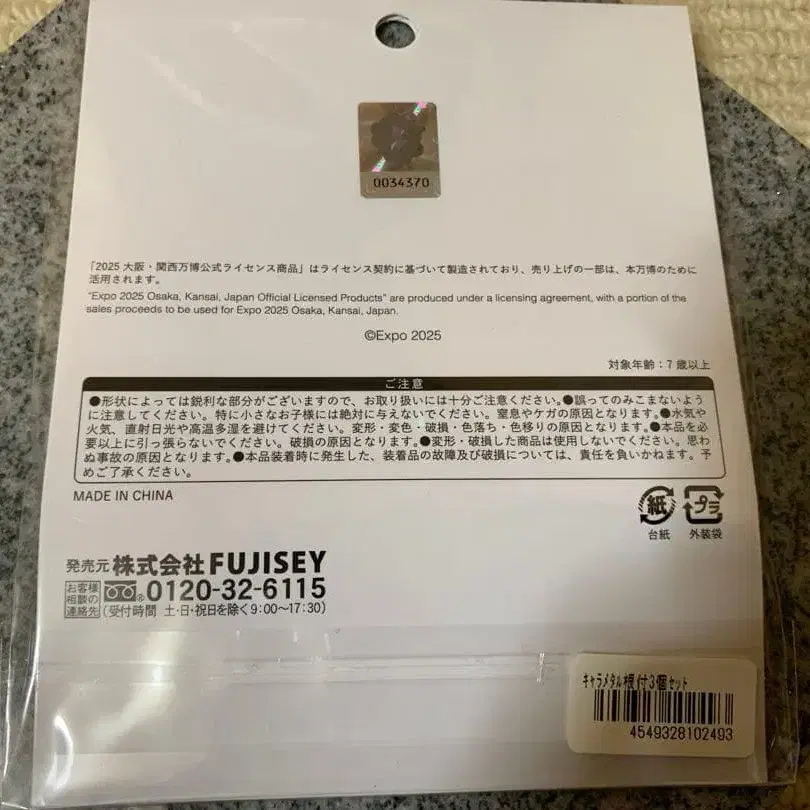 0034370
「2025 大阪・関西万博公式ライセンス商品」はライセンス契約に基づいて製造されており、売り上げの一部は、本万博のために
活用されます。
"Expo 2025 Osaka, Kansai, Japan Official Licensed Products" are produced under a licensing agreement, with a portion of the
sales proceeds to be used for Expo 2025 Osaka, Kansai, Japan.
©Expo 2025
対象年齢：7歳以上
ご注意
●形状によっては鋭利な部分がございますので、お取り扱いには十分ご注意ください。●誤ってのみこまないよう
に注意してください。特に小さなお子様には絶対に与えないでください。窒息やケガの原因となります。●水気や
火気、直射日光や高温多湿を避けてください。変形・変色・破損・色落ち・色移りの原因となります。●本品を必
要以上に引っ張らないでください。破損の原因となります。●変形・破損した商品は使用しないでください。思わ
ぬ事故の原因となります。●本品装着時に発生した、装着品の故障及び破損については、責任を負いかねます。予
めご了承ください。
MADE IN CHINA
紙
台紙
プラ
外装袋
発売元 株式会社FUJISEY
お客様
相談の
連絡先
0120-32-6115
(受付時間 土・日・祝日を除く9:00〜17:30)
キャラメタル根付3個セット
4549328102493